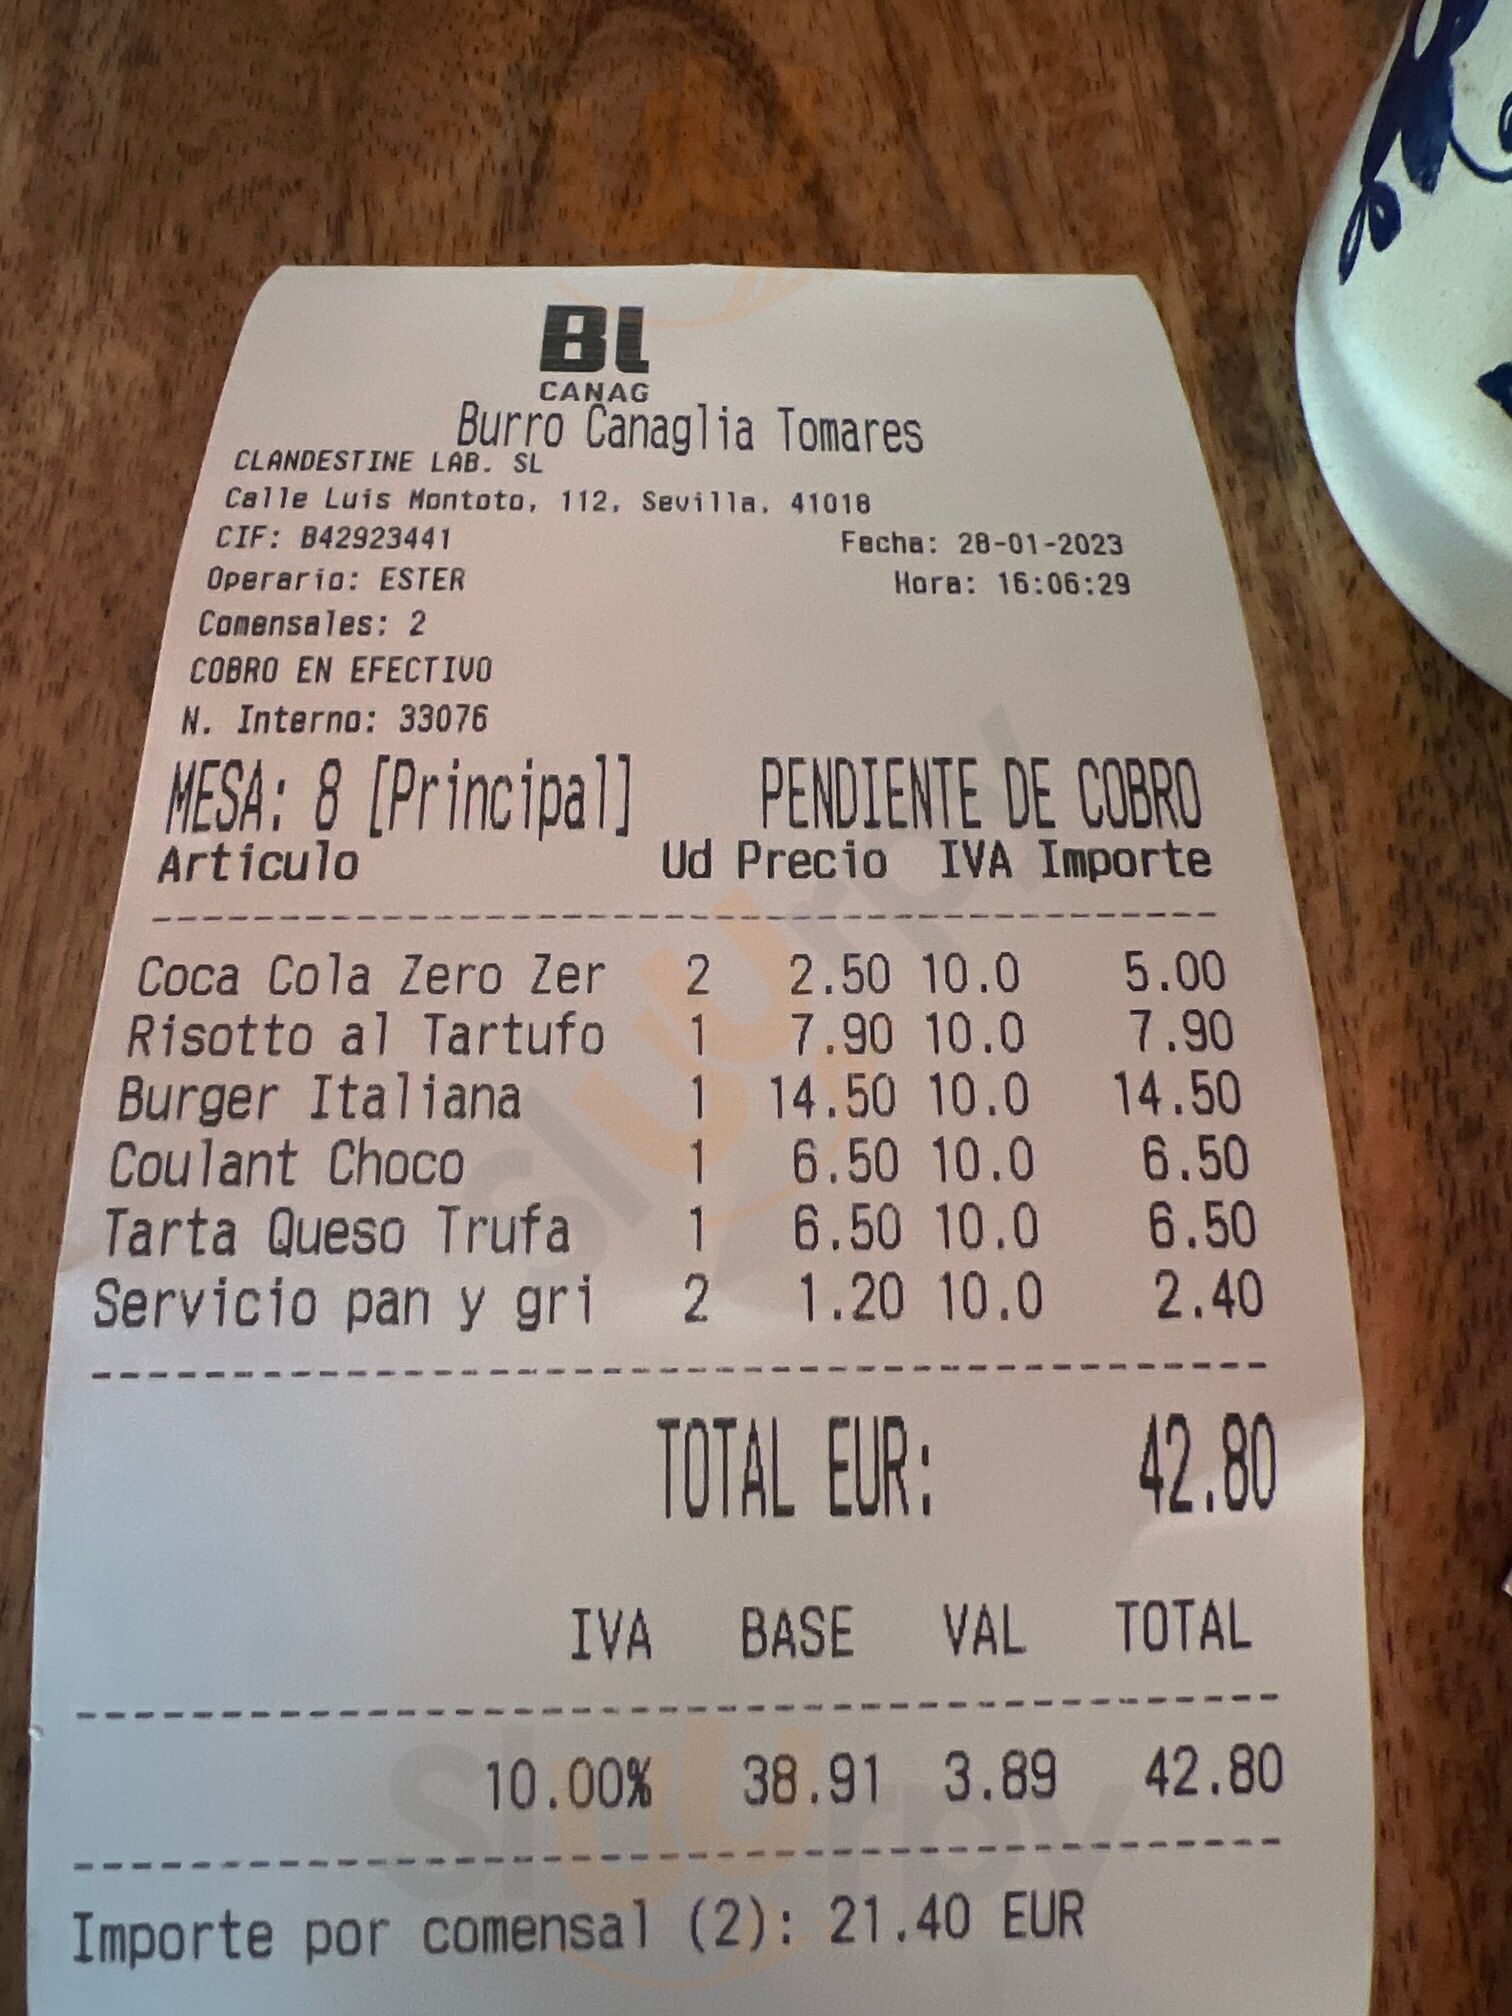 BL
CANAG
Burro Canaglia Tomares
CLANDESTINE LAB. SL
Calle Luis Montoto, 112, Sevilla, 41018
CIF: B42923441 Fecha: 28-01-2023
Operario: ESTER Hora: 16:06:29
Comensales: 2
COBRO EN EFECTIVO
N. Interno: 33076
MESA: 8 [Principal] PENDIENTE DE COBRO
Articulo Ud Precio IVA Importe
Coca Cola Zero Zer 2 2.50 10.0 5.00
Risotto al Tartufo 1 7.90 10.0 7.90
Burger Italiana 1 14.50 10.0 14.50
Coulant Choco 1 6.50 10.0 6.50
Tarta Queso Trufa 1 6.50 10.0 6.50
Servicio pan y gri 2 1.20 10.0 2.40
TOTAL EUR: 42.80
IVA BASE VAL TOTAL
10.00% 38.91 3.89 42.80
Importe por comensal (2): 21.40 EUR
sluurpy
sluurpy